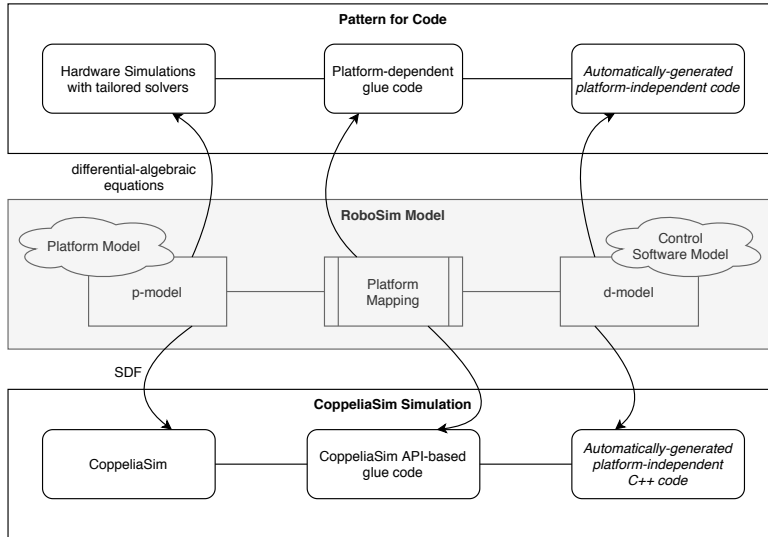 Pattern for Code
Hardware Simulations
with tailored solvers
Platform-dependent
glue code
Automatically-generated
platform-independent code
differential-algebraic
equations
RoboSim Model
Platform Model
Control
Software Model
p-model
Platform
Mapping
d-model
SDF
CoppeliaSim Simulation
CoppeliaSim
CoppeliaSim API-based
glue code
Automatically-generated
platform-independent
C++ code